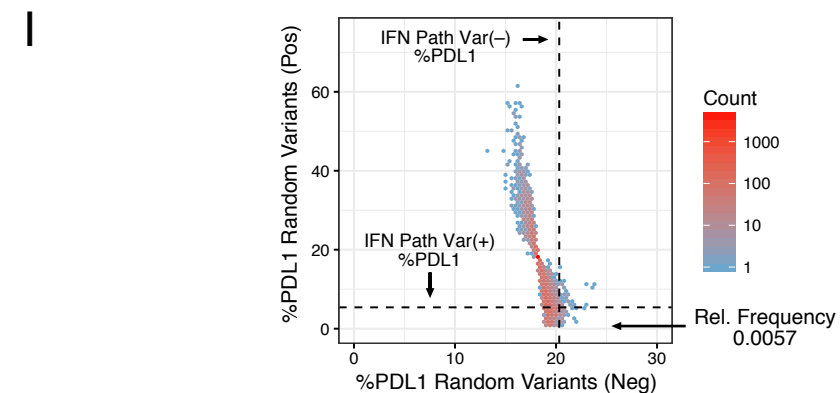 I
IFN Path Var(–)
%PDL1
%PDL1 Random Variants (Pos)
60
40
20
0
IFN Path Var(+)
%PDL1
0
10
20
30
%PDL1 Random Variants (Neg)
Count
1000
100
10
1
Rel. Frequency
0.0057